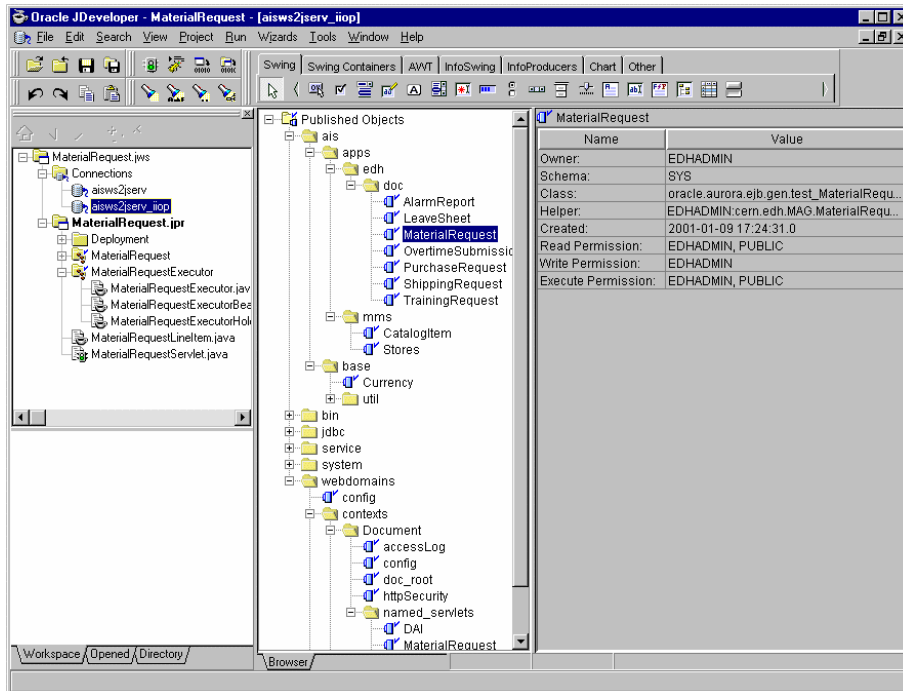 Oracle JDeveloper - MaterialRequest - [aisws2jserv_iiop]
File Edit Search View Project Run Wizards Tools Window Help
Swing Swing Containers AWT InfoSwing InfoProducers Chart Other
MaterialRequest.jws
Connections
aisws2jserv
aisws2jserv_iiop
MaterialRequest.jpr
Deployment
MaterialRequest
MaterialRequestExecutor
MaterialRequestExecutor.jav
MaterialRequestExecutorBea
MaterialRequestExecutorHol
MaterialRequestLineItem.java
MaterialRequestServlet.java
Workspace Opened Directory
Published Objects
ais
apps
edh
doc
AlarmReport
LeaveSheet
MaterialRequest
OvertimeSubmissic
PurchaseRequest
ShippingRequest
TrainingRequest
mms
CatalogItem
Stores
base
Currency
util
bin
jdbc
service
system
webdomains
config
contexts
Document
accessLog
config
doc_root
httpSecurity
named_servlets
DAI
MaterialRequest
Browser
MaterialRequest
Name Value
Owner: EDHADMIN
Schema: SYS
Class: oracle.aurora.ejb.gen.test_MaterialRequ...
Helper: EDHADMIN:cern.edh.MAG.MaterialRequ...
Created: 2001-01-09 17:24:31.0
Read Permission: EDHADMIN, PUBLIC
Write Permission: EDHADMIN
Execute Permission: EDHADMIN, PUBLIC